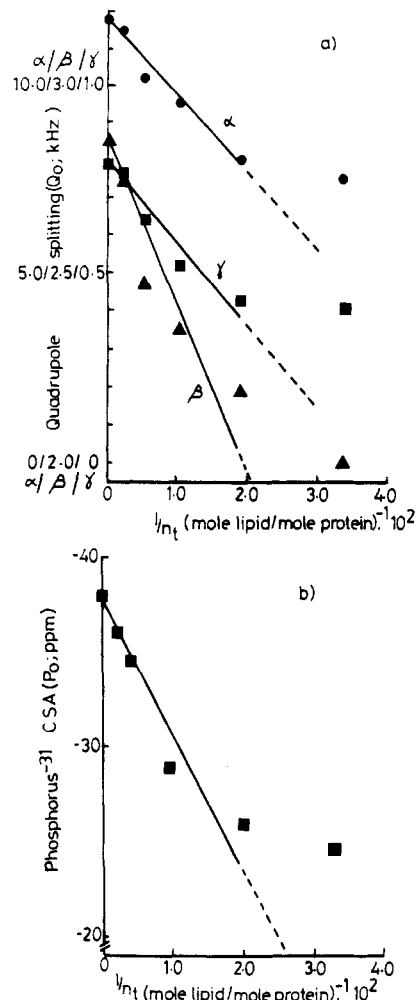 a)
α/β/γ
10·0/3·0/1·0
α
5·0/2·5/0·5
γ
β
0/2·0/0
α/β/γ
Quadrupole splitting (Q₀; kHz)
0 1·0 2·0 3·0 4·0
1/nₜ (mole lipid/mole protein)⁻¹ 10²
b)
-40
-30
-20
Phosphorus⁻³¹ CSA (P₀; ppm)
0 1·0 2·0 3·0 4·0
1/nₜ (mole lipid/mole protein)⁻¹ 10²